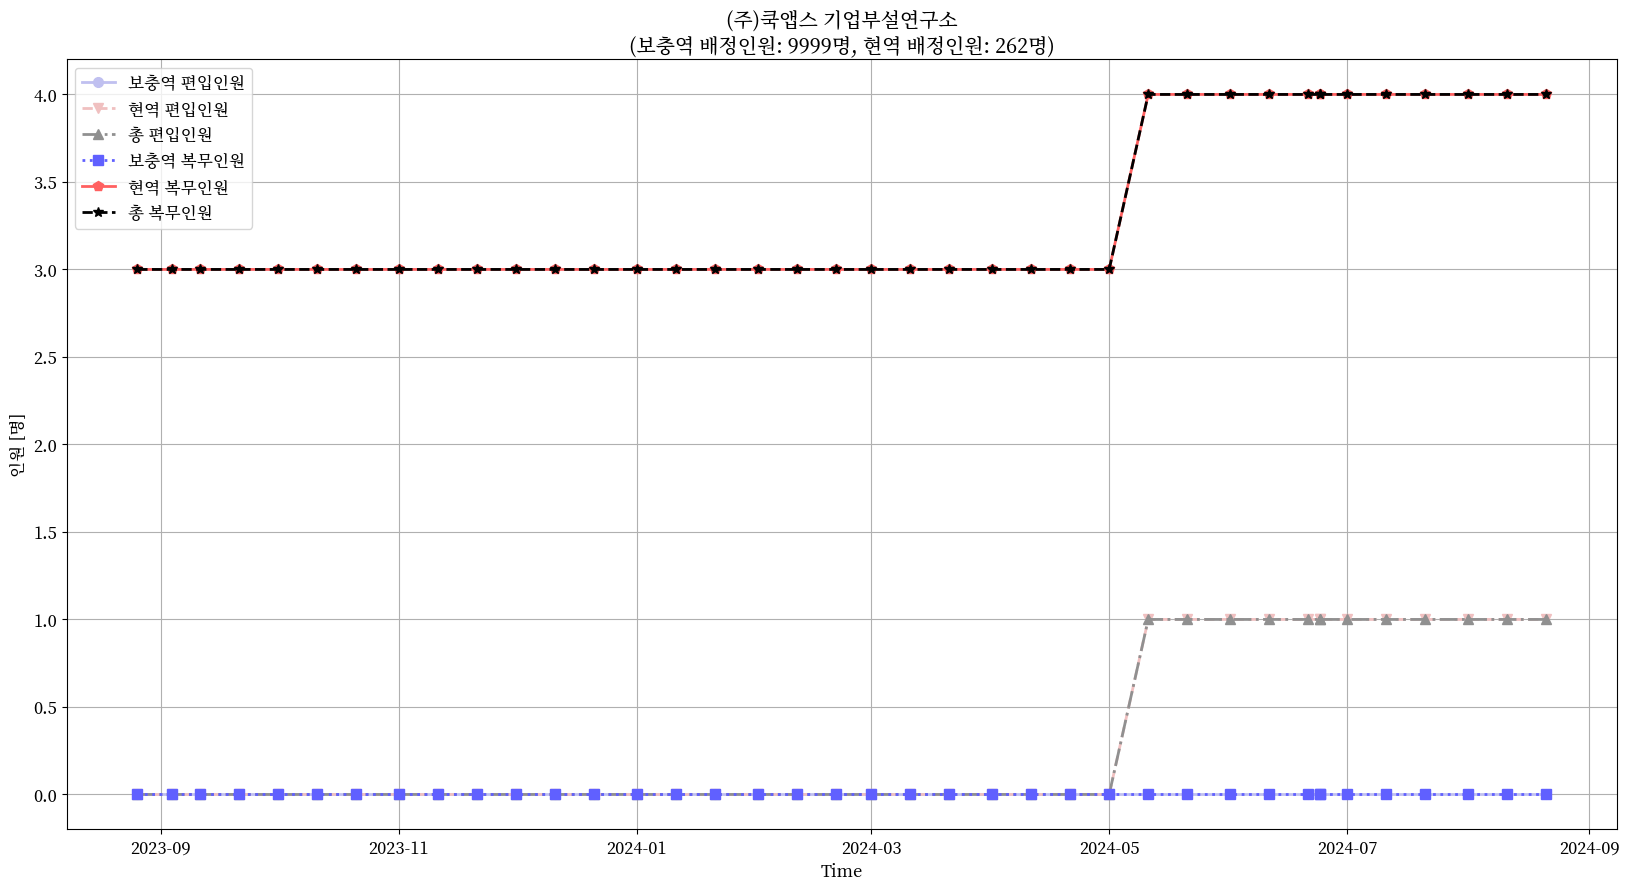 (주)쿡앱스 기업부설연구소
(보충역 배정인원: 9999명, 현역 배정인원: 262명)
보충역 편입인원
현역 편입인원
총 편입인원
보충역 복무인원
현역 복무인원
총 복무인원
4.0
3.5
3.0
2.5
2.0
1.5
1.0
0.5
0.0
인원 [명]
2023-09
2023-11
2024-01
2024-03
2024-05
2024-07
2024-09
Time